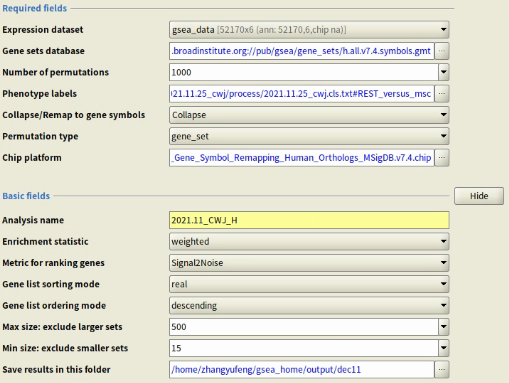 Required fields
Expression dataset gsea_data [52170x6 (ann: 52170,6,chip na)]
Gene sets database .broadinstitute.org://pub/gsea/gene_sets/h.all.v7.4.symbols.gmt ...
Number of permutations 1000
Phenotype labels 21.11.25_cwj/process/2021.11.25_cwj.cls.txt#REST_versus_msc ...
Collapse/Remap to gene symbols Collapse
Permutation type gene_set
Chip platform _Gene_Symbol_Remapping_Human_Orthologs_MSigDB.v7.4.chip ...
Basic fields Hide
Analysis name 2021.11_CWJ_H
Enrichment statistic weighted
Metric for ranking genes Signal2Noise
Gene list sorting mode real
Gene list ordering mode descending
Max size: exclude larger sets 500
Min size: exclude smaller sets 15
Save results in this folder /home/zhangyufeng/gsea_home/output/dec11 ...